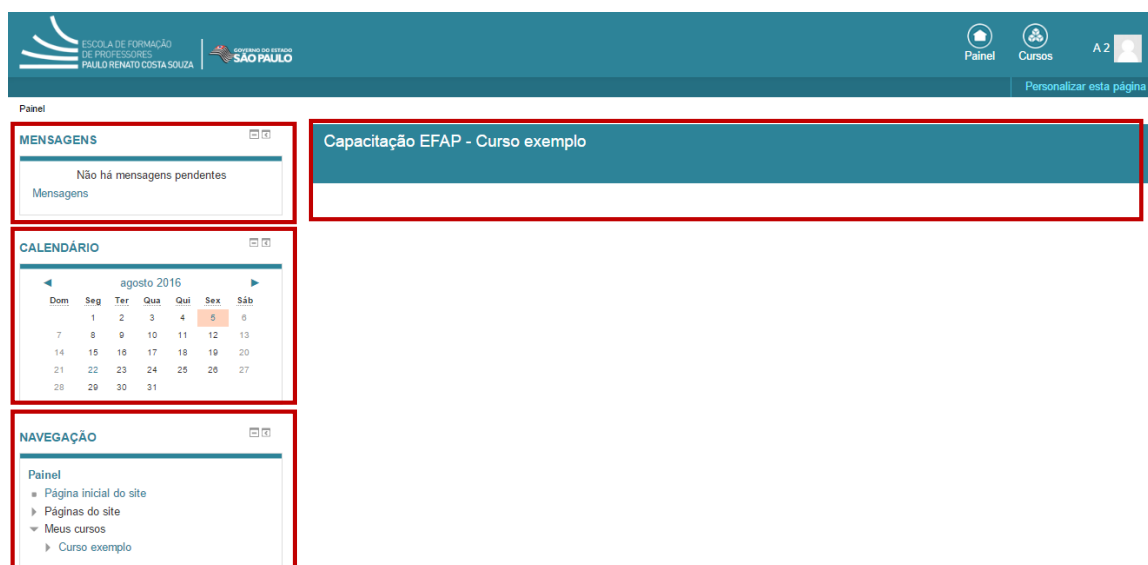 ESCOLA DE FORMAÇÃO
DE PROFESSORES
PAULO RENATO COSTA SOUZA
GOVERNO DO ESTADO
SÃO PAULO
Painel
Cursos
A 2
Personalizar esta página
Painel
MENSAGENS
Não há mensagens pendentes
Mensagens
Capacitação EFAP - Curso exemplo
CALENDÁRIO
◄ agosto 2016 ►
Dom Seg Ter Qua Qui Sex Sáb
1 2 3 4 5 6
7 8 9 10 11 12 13
14 15 16 17 18 19 20
21 22 23 24 25 26 27
28 29 30 31
NAVEGAÇÃO
Painel
Página inicial do site
Páginas do site
Meus cursos
Curso exemplo